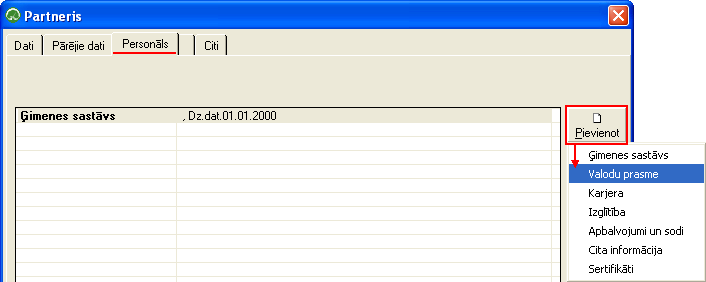 Partneris
Dati Pārējie dati Personāls Citi
Ģimenes sastāvs , Dz.dat.01.01.2000
Pievienot
Ģimenes sastāvs
Valodu prasme
Karjera
Izglītība
Apbalvojumi un sodi
Cita informācija
Sertifikāti